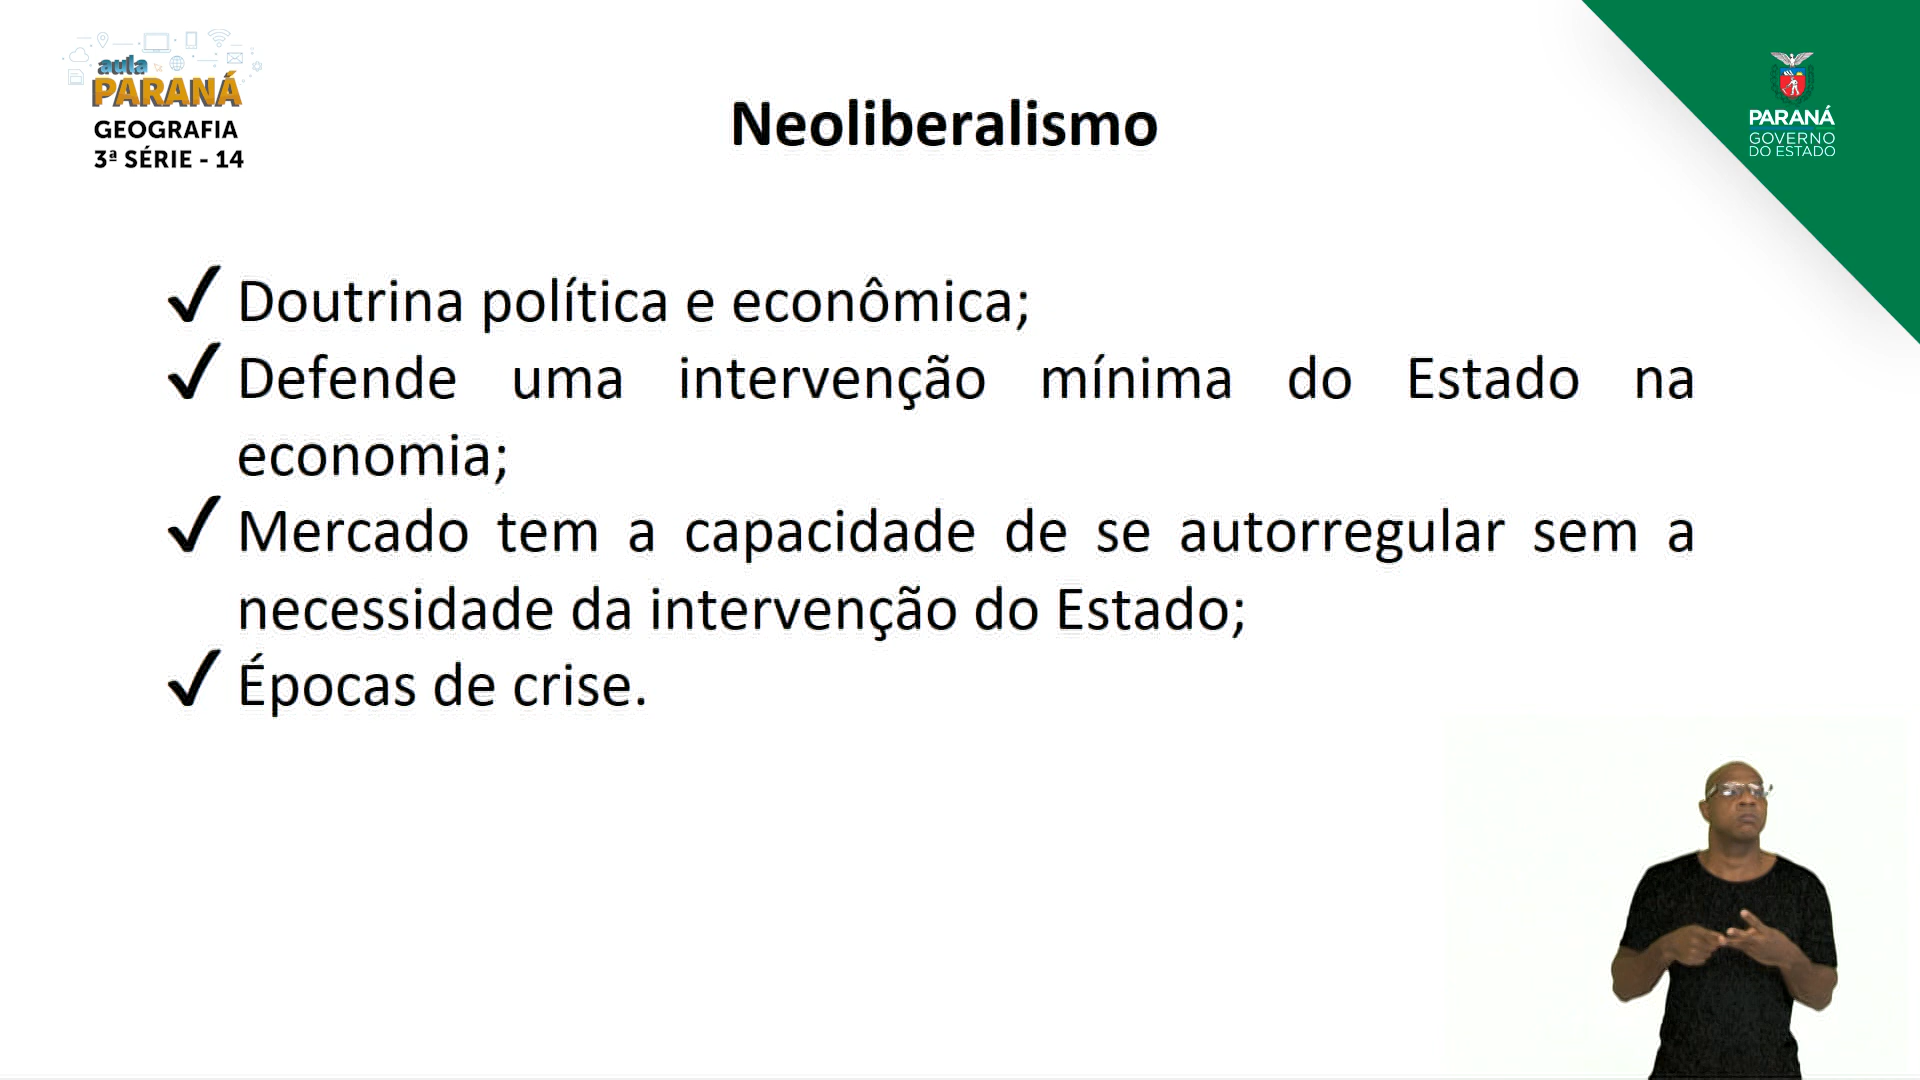 aula
PARANÁ
GEOGRAFIA
3ª SÉRIE - 14
Neoliberalismo
PARANÁ
GOVERNO
DO ESTADO
✓ Doutrina política e econômica;
✓ Defende uma intervenção mínima do Estado na
economia;
✓ Mercado tem a capacidade de se autorregular sem a
necessidade da intervenção do Estado;
✓ Épocas de crise.